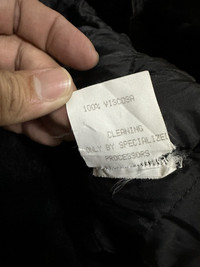 100% VISCOSA
CLEANING
ONLY BY SPECIALIZED
PROCESSORS